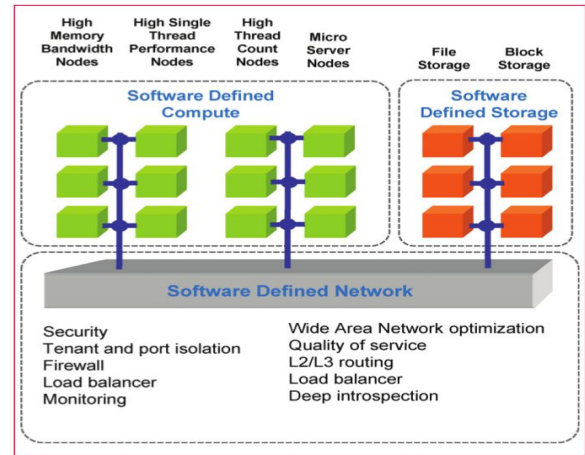 High
Memory
Bandwidth
Nodes
High Single
Thread
Performance
Nodes
High
Thread
Count
Nodes
Micro
Server
Nodes
File
Storage
Block
Storage
Software Defined
Compute
Software
Defined Storage
Software Defined Network
Security
Tenant and port isolation
Firewall
Load balancer
Monitoring
Wide Area Network optimization
Quality of service
L2/L3 routing
Load balancer
Deep introspection